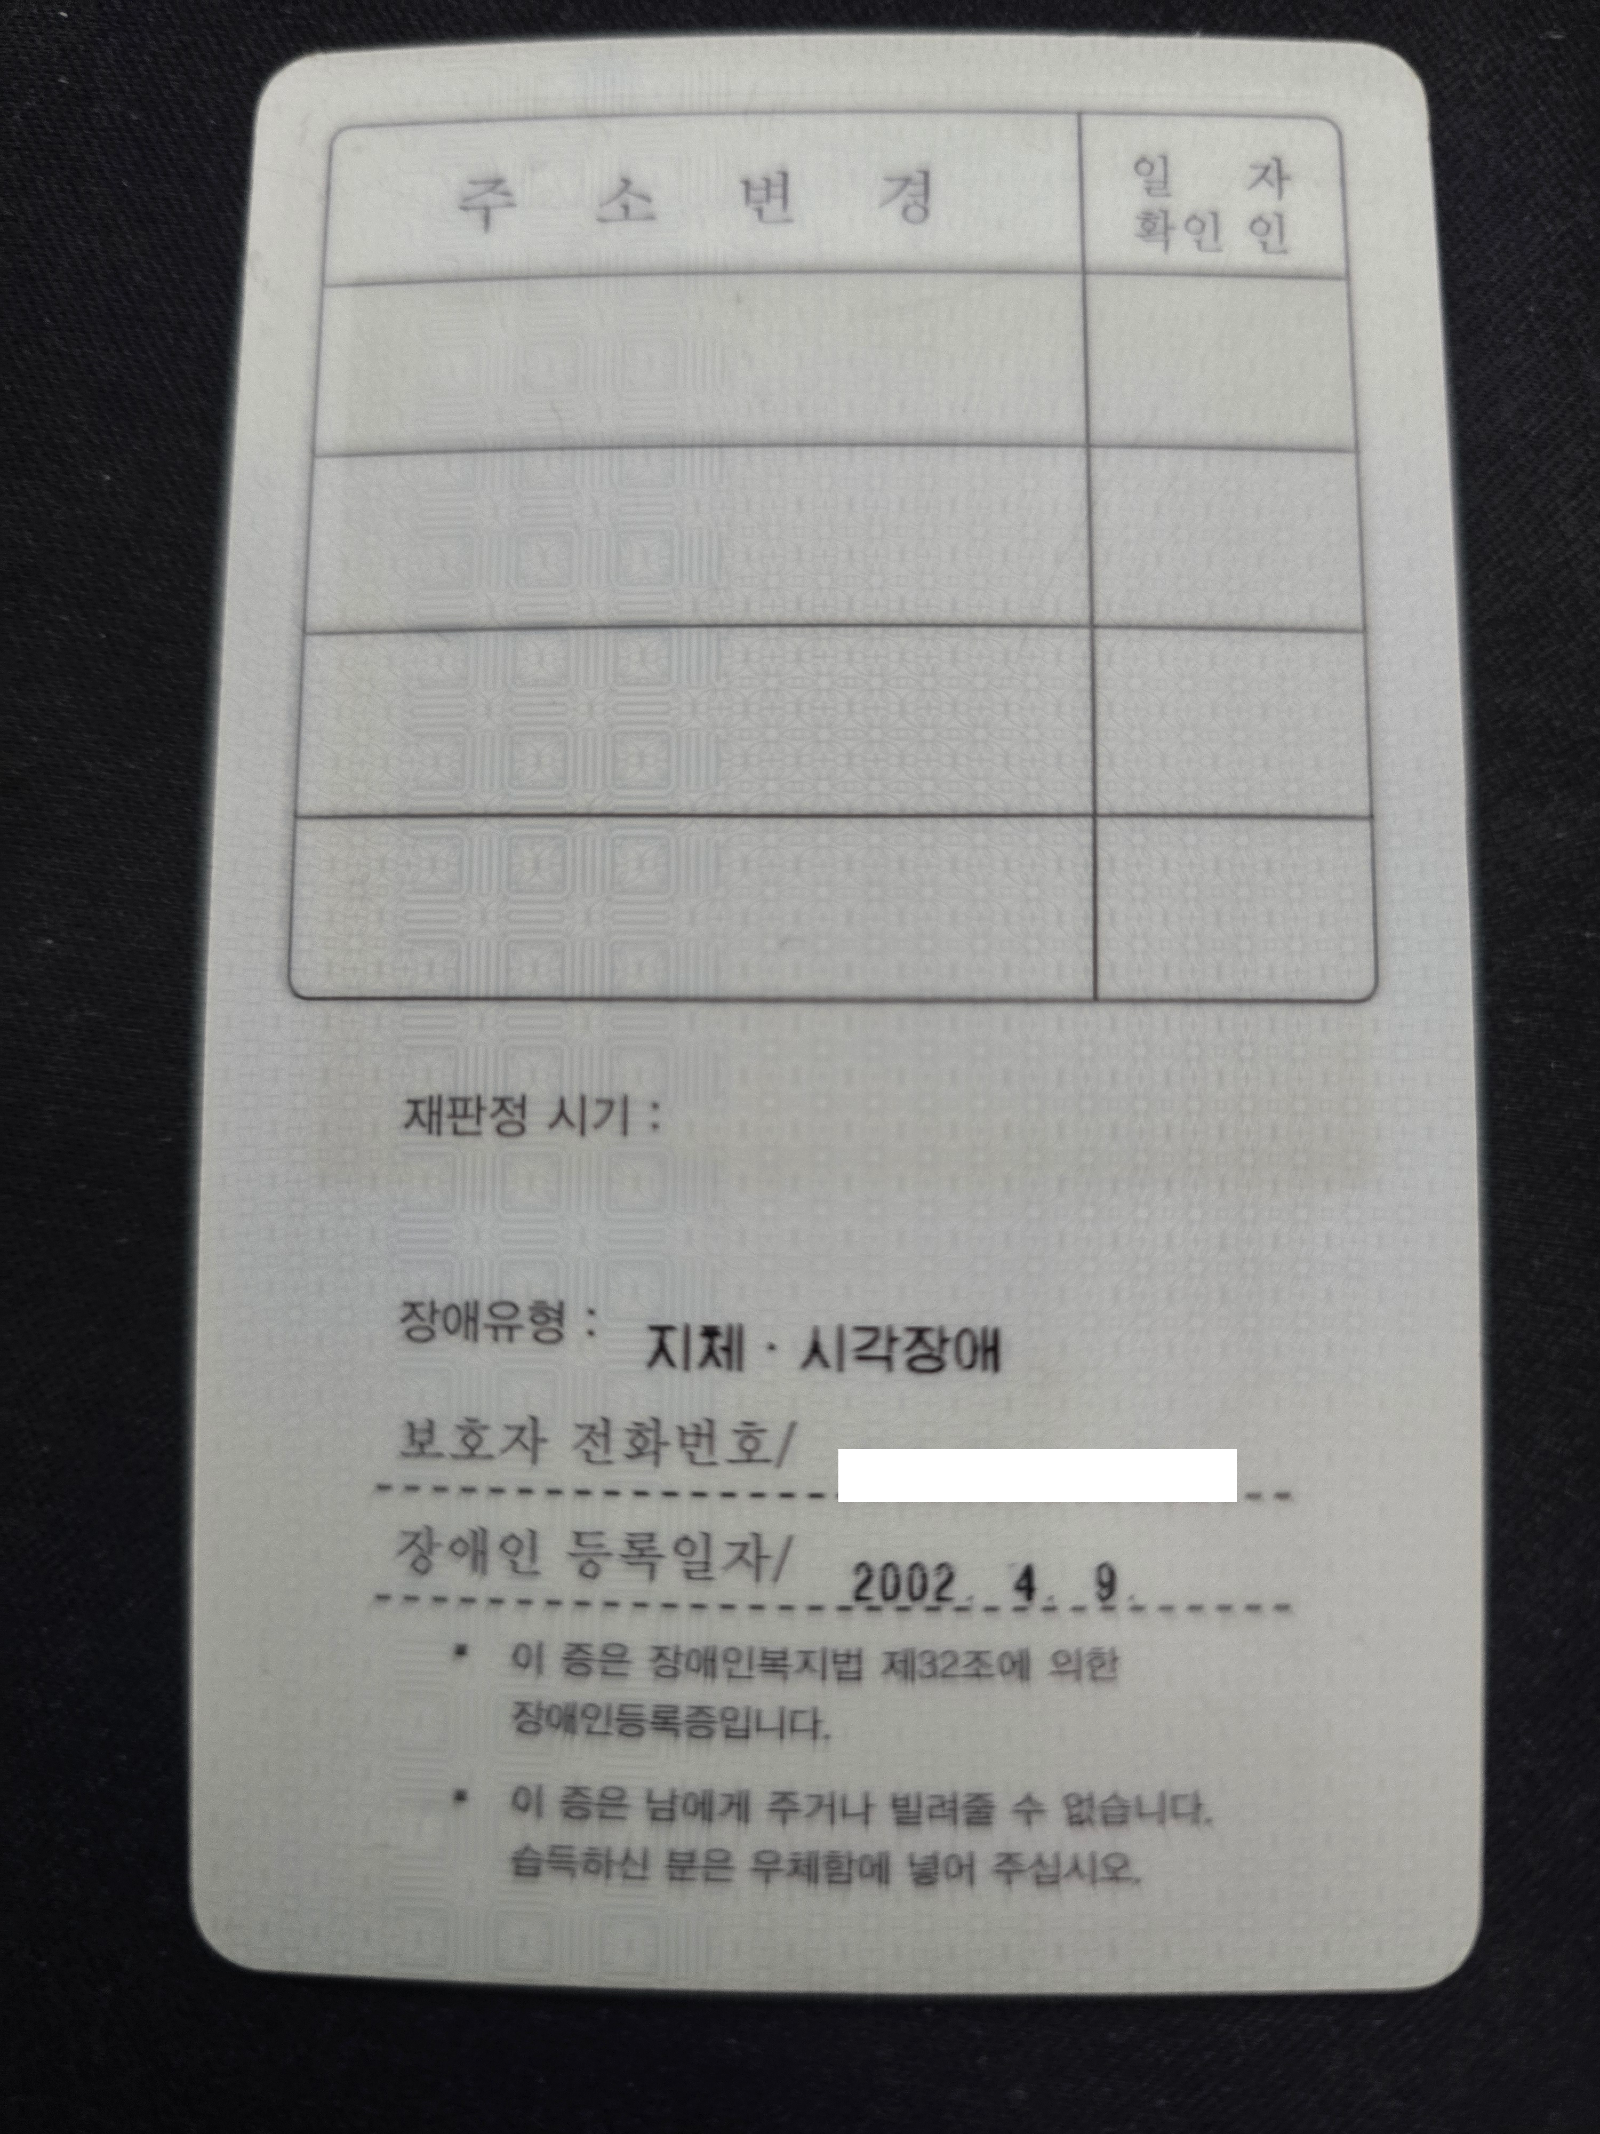 주 소 변 경
일 자
확인 인
재판정 시기 :
장애유형 : 지체 · 시각장애
보호자 전화번호/
장애인 등록일자/ 2002. 4. 9.
▪ 이 증은 장애인복지법 제32조에 의한
장애인등록증입니다.
▪ 이 증은 남에게 주거나 빌려줄 수 없습니다.
습득하신 분은 우체함에 넣어 주십시오.